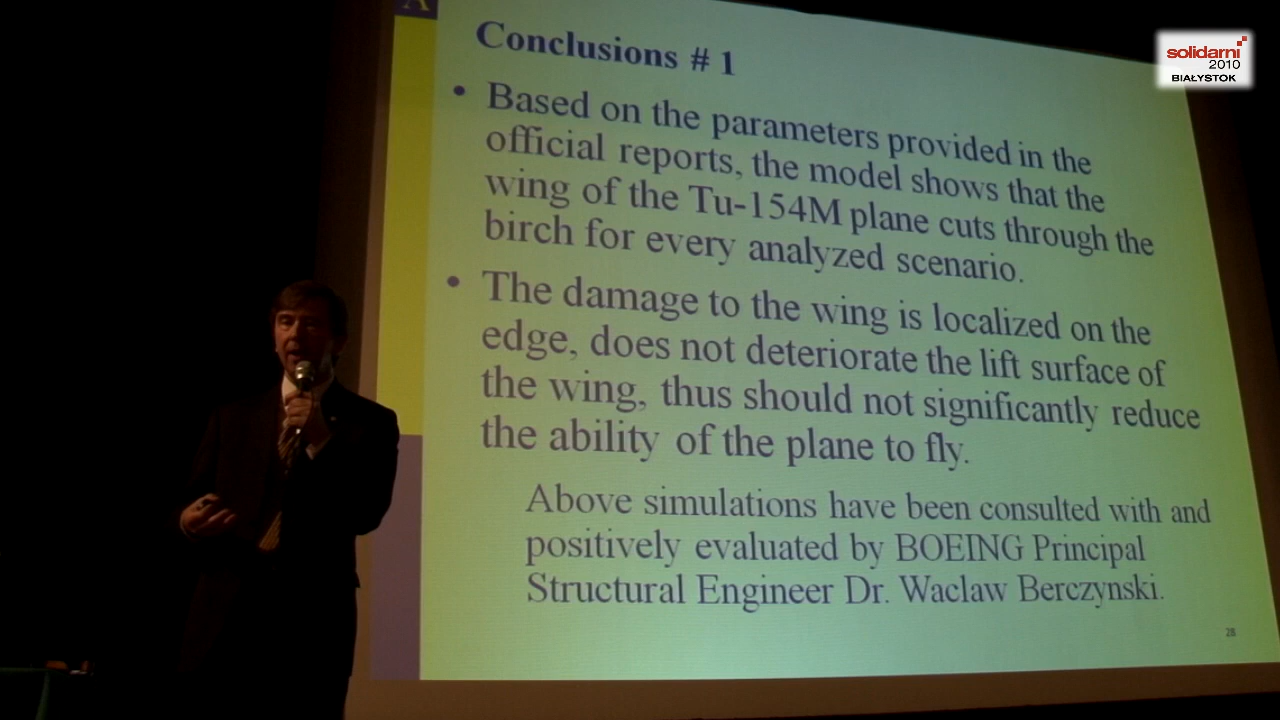 A
solidarni
2010
BIAŁYSTOK
Conclusions # 1
• Based on the parameters provided in the
official reports, the model shows that the
wing of the Tu-154M plane cuts through the
birch for every analyzed scenario.
• The damage to the wing is localized on the
edge, does not deteriorate the lift surface of
the wing, thus should not significantly reduce
the ability of the plane to fly.
Above simulations have been consulted with and
positively evaluated by BOEING Principal
Structural Engineer Dr. Waclaw Berczynski.
28